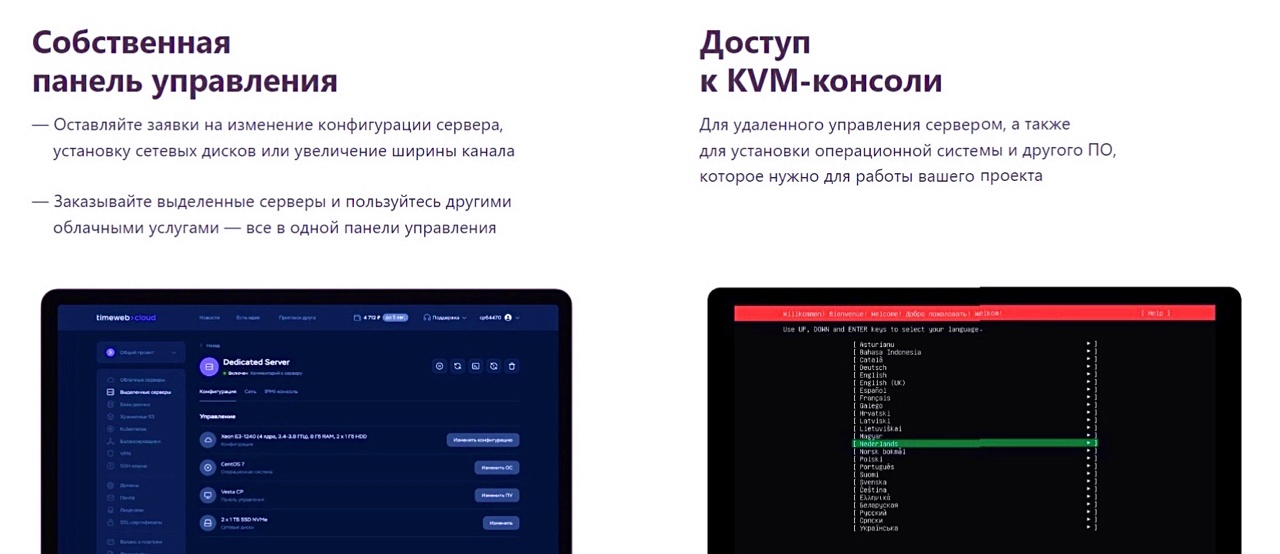 Собственная
панель управления
— Оставляйте заявки на изменение конфигурации сервера,
установку сетевых дисков или увеличение ширины канала
— Заказывайте выделенные серверы и пользуйтесь другими
облачными услугами — все в одной панели управления
Доступ
к KVM-консоли
Для удаленного управления сервером, а также
для установки операционной системы и другого ПО,
которое нужно для работы вашего проекта
timeweb>cloud
Новости
Пригласи друга
4 712 ₽
Поддержка
cp64470
Общий проект
Назад
Dedicated Server
Включен Комментарий к серверу
Облачные серверы
Выделенные серверы
Базы данных
Хранилище S3
Kubernetes
Балансировщики
VPN
SSH-ключи
Домены
Почта
Лицензии
SSL-сертификаты
Конфигурация Сеть IPMI-консоль
Управление
Xeon E3-1240 (4 ядра, 3.4-3.8 ГГц), 8 Гб RAM, 2 x 1 Гб HDD
Конфигурация
Изменить конфигурацию
CentOS 7
Операционная система
Изменить ОС
Vesta CP
Панель управления
Изменить ПУ
2 x 1 ТБ SSD NVMe
Сетевые диски
Изменить
Willkommen! Bienvenue! Welcome! Добро пожаловать! Welkom!
[ Help ]
Use UP, DOWN and ENTER keys to select your language.
[ Asturianu ▸ ]
[ Bahasa Indonesia ▸ ]
[ Català ▸ ]
[ Deutsch ▸ ]
[ English ▸ ]
[ English (UK) ▸ ]
[ Español ▸ ]
[ Français ▸ ]
[ Galego ▸ ]
[ Hrvatski ▸ ]
[ Latviski ▸ ]
[ Lietuviškai ▸ ]
[ Magyar ▸ ]
[ Nederlands ▸ ]
[ Norsk bokmål ▸ ]
[ Polski ▸ ]
[ Português ▸ ]
[ Suomi ▸ ]
[ Svenska ▸ ]
[ Čeština ▸ ]
[ Ελληνικά ▸ ]
[ Беларуская ▸ ]
[ Русский ▸ ]
[ Српски ▸ ]
[ Українська ▸ ]